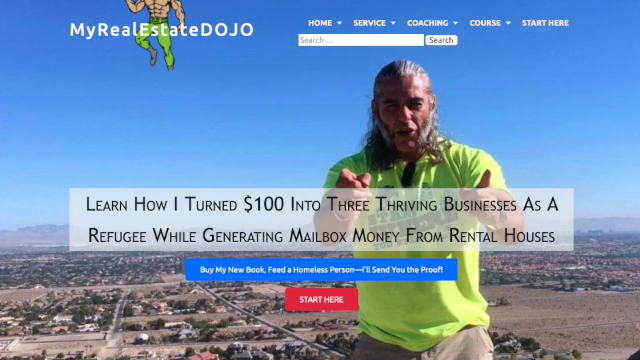 MyRealEstateDOJO
HOME SERVICE COACHING COURSE START HERE
Search … Search
Learn How I Turned $100 Into Three Thriving Businesses As A
Refugee While Generating Mailbox Money From Rental Houses
Buy My New Book, Feed a Homeless Person—I'll Send You the Proof!
START HERE